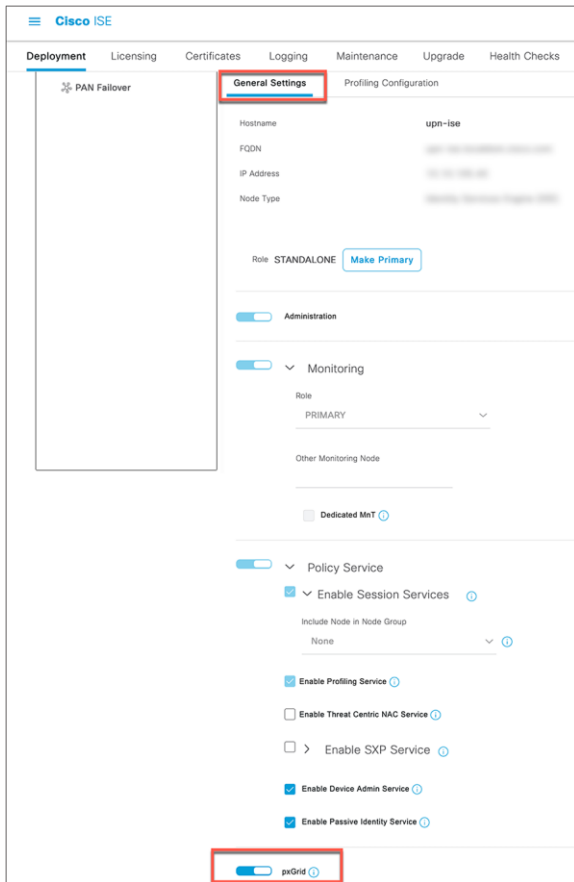 Cisco ISE
Deployment Licensing Certificates Logging Maintenance Upgrade Health Checks
PAN Failover
General Settings Profiling Configuration
Hostname upn-ise
FQDN
IP Address
Node Type
Role STANDALONE Make Primary
Administration
Monitoring
Role
PRIMARY
Other Monitoring Node
Dedicated MnT
Policy Service
Enable Session Services
Include Node in Node Group
None
Enable Profiling Service
Enable Threat Centric NAC Service
Enable SXP Service
Enable Device Admin Service
Enable Passive Identity Service
pxGrid